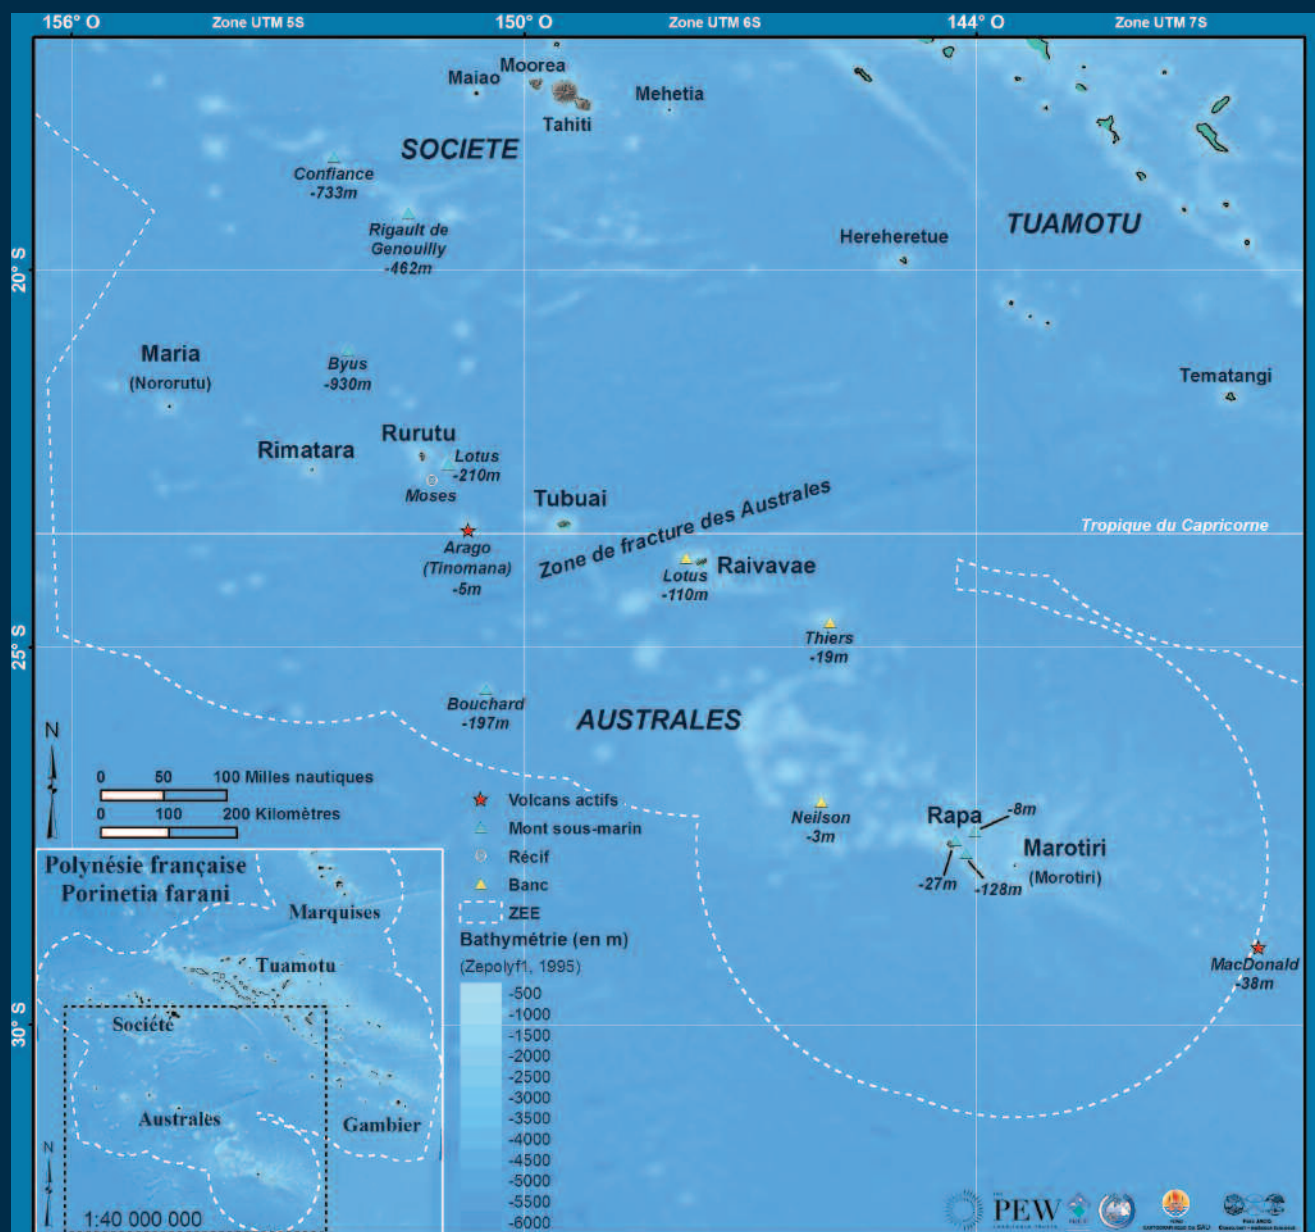 156° O
Zone UTM 5S
150° O
Zone UTM 6S
144° O
Zone UTM 7S
Moorea
Maiao
Mehetia
Tahiti
SOCIETE
Confiance
-733m
Rigault de
Genouilly
-462m
TUAMOTU
Hereheretue
20° S
Maria
(Nororutu)
Byus
-930m
Tematangi
Rimatara
Rurutu
Lotus
-210m
Moses
Tubuai
Zone de fracture des Australes
Tropique du Capricorne
Arago
(Tinomana)
-5m
Lotus
-110m
Raivavae
Thiers
-19m
25° S
Bouchard
-197m
AUSTRALES
N
0 50 100 Milles nautiques
0 100 200 Kilomètres
Neilson
-3m
Rapa
-8m
-27m
-128m
Marotiri
(Morotiri)
MacDonald
-38m
30° S
Volcans actifs
Mont sous-marin
Récif
Banc
ZEE
Bathymétrie (en m)
(Zepolyf1, 1995)
-500
-1000
-1500
-2000
-2500
-3000
-3500
-4000
-4500
-5000
-5500
-6000
Polynésie française
Porinetia farani
Marquises
Tuamotu
Société
Australes
Gambier
N
1:40 000 000
THE
PEW
CHARITABLE TRUSTS